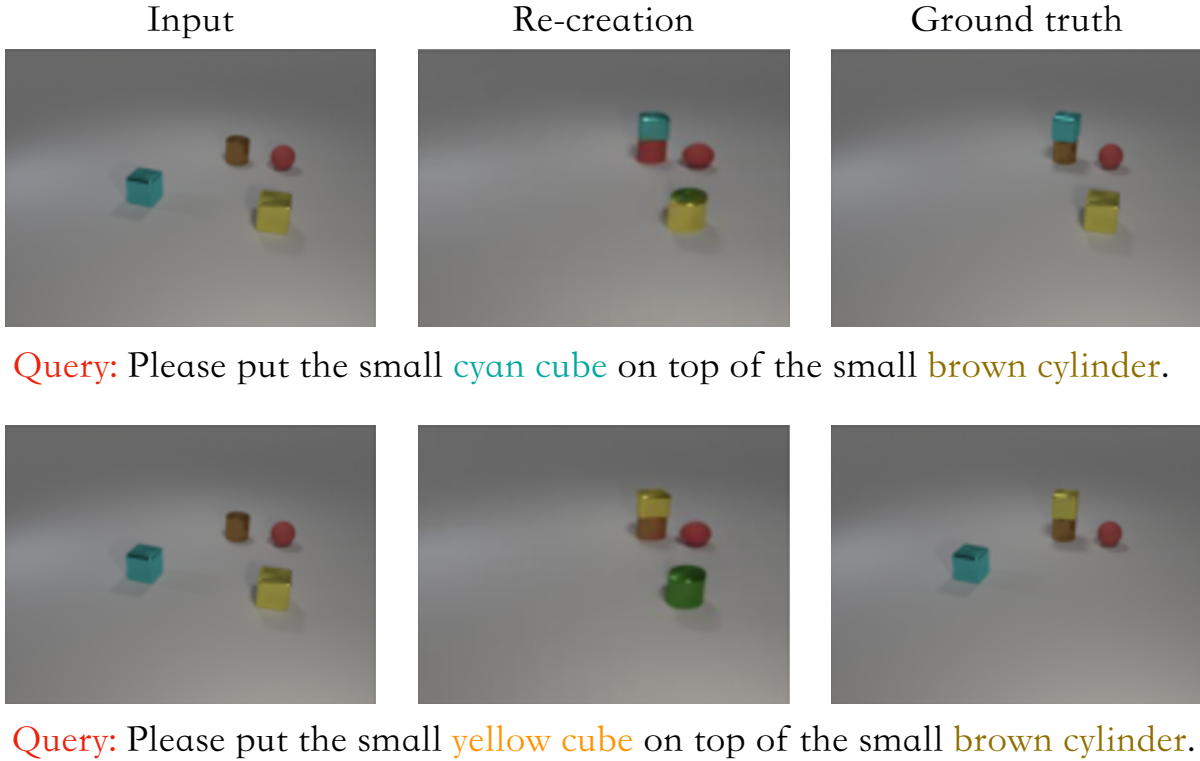 Input Re-creation Ground truth
Query: Please put the small cyan cube on top of the small brown cylinder.
Query: Please put the small yellow cube on top of the small brown cylinder.